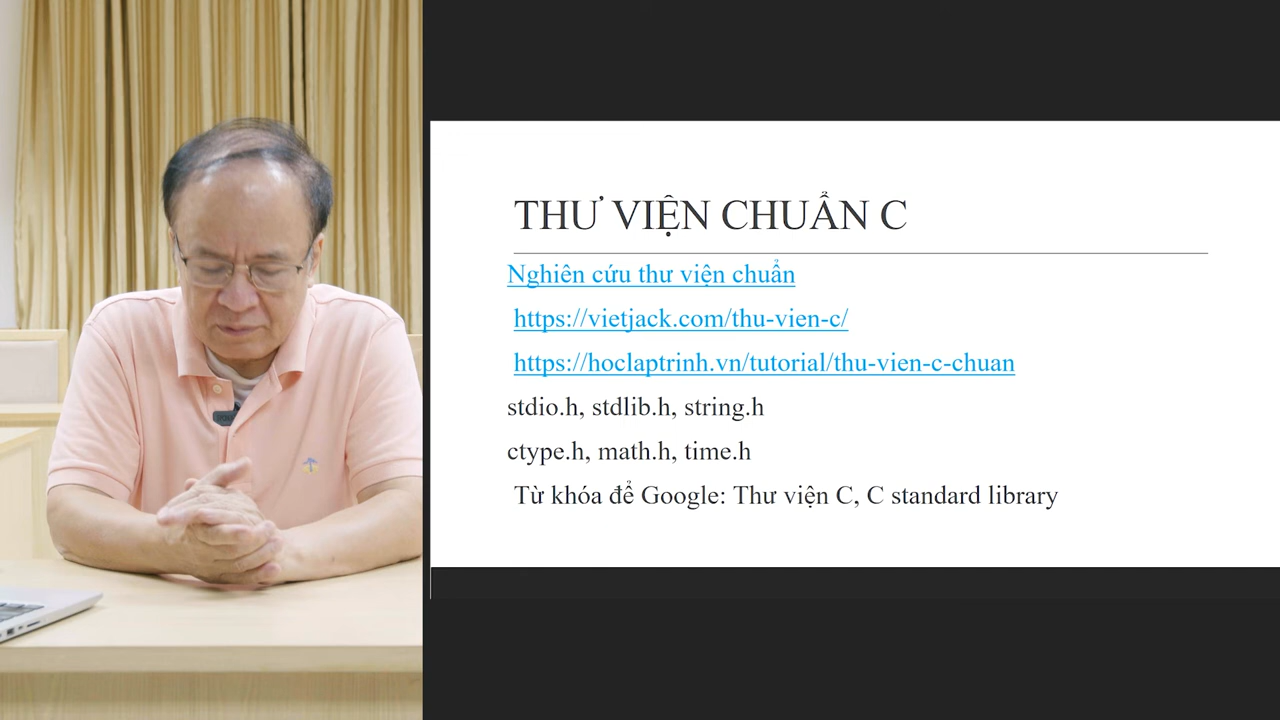 THƯ VIỆN CHUẨN C
Nghiên cứu thư viện chuẩn
https://vietjack.com/thu-vien-c/
https://hoclaptrinh.vn/tutorial/thu-vien-c-chuan
stdio.h, stdlib.h, string.h
ctype.h, math.h, time.h
Từ khóa để Google: Thư viện C, C standard library